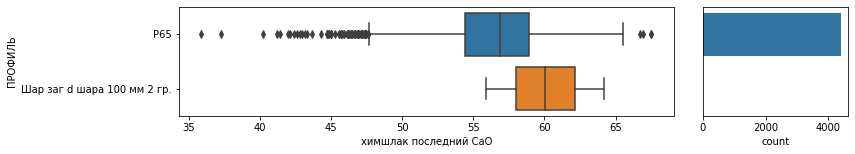 ПРОФИЛЬ
Р65
Шар заг d шара 100 мм 2 гр.
35 40 45 50 55 60 65
химшлак последний CaO
0 2000 4000
count